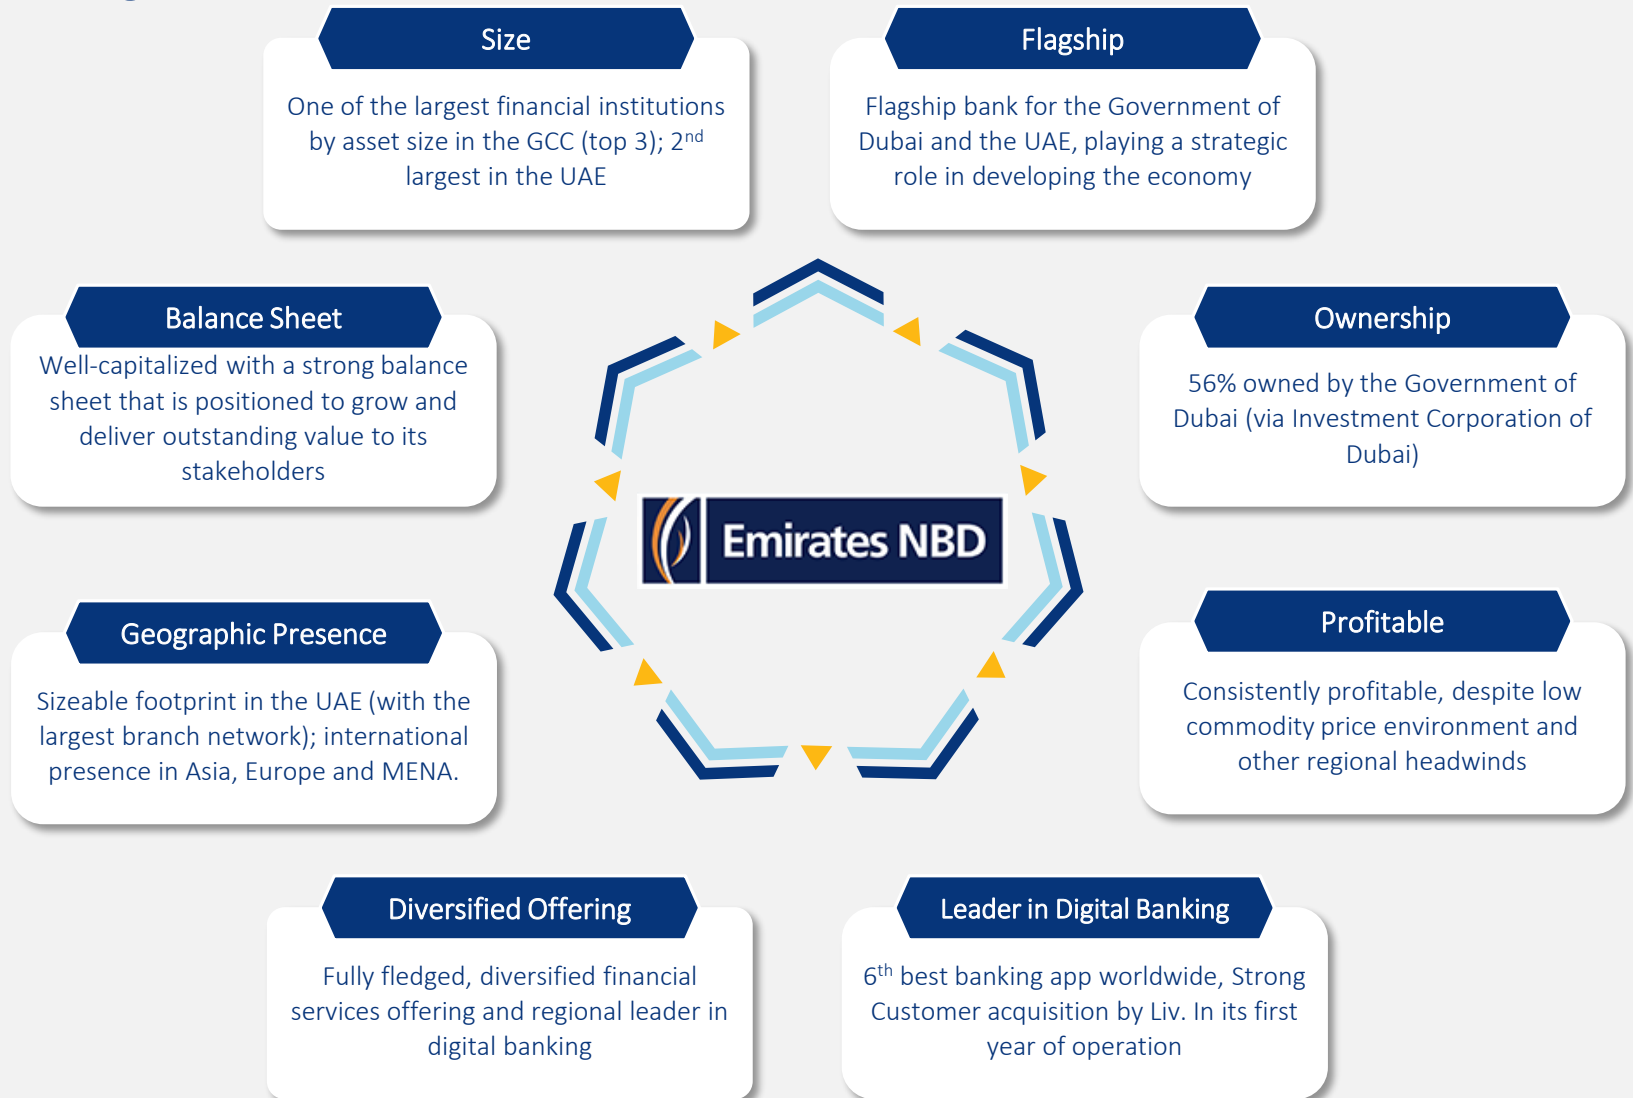 Size
One of the largest financial institutions
by asset size in the GCC (top 3); 2nd
largest in the UAE
Flagship
Flagship bank for the Government of
Dubai and the UAE, playing a strategic
role in developing the economy
Balance Sheet
Well-capitalized with a strong balance
sheet that is positioned to grow and
deliver outstanding value to its
stakeholders
Ownership
56% owned by the Government of
Dubai (via Investment Corporation of
Dubai)
Emirates NBD
Geographic Presence
Sizeable footprint in the UAE (with the
largest branch network); international
presence in Asia, Europe and MENA.
Profitable
Consistently profitable, despite low
commodity price environment and
other regional headwinds
Diversified Offering
Fully fledged, diversified financial
services offering and regional leader in
digital banking
Leader in Digital Banking
6th best banking app worldwide, Strong
Customer acquisition by Liv. In its first
year of operation